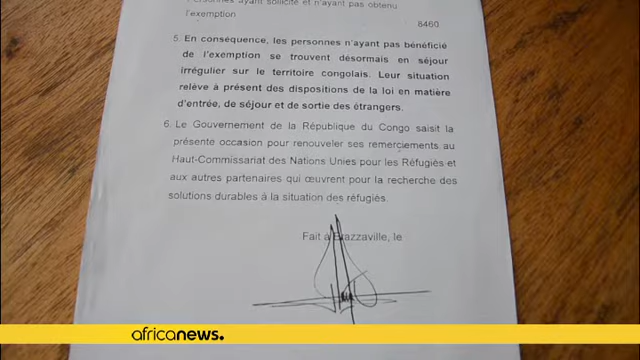 Personnes ayant sollicité et n'ayant pas obtenu
l'exemption
8460
5. En conséquence, les personnes n'ayant pas bénéficié
de l'exemption se trouvent désormais en séjour
irrégulier sur le territoire congolais. Leur situation
relève à présent des dispositions de la loi en matière
d'entrée, de séjour et de sortie des étrangers.
6. Le Gouvernement de la République du Congo saisit la
présente occasion pour renouveler ses remerciements au
Haut-Commissariat des Nations Unies pour les Réfugiés et
aux autres partenaires qui œuvrent pour la recherche des
solutions durables à la situation des réfugiés.
Fait à Brazzaville, le
africanews.